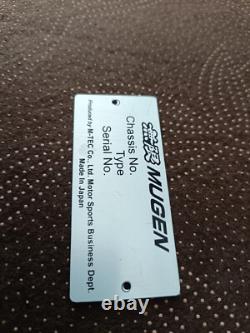 無限 MUGEN
Chassis No.
Type
Serial No.
Produced by M-TEC Co., Ltd. Motor Sports Business Dept
Made In Japan
ebay